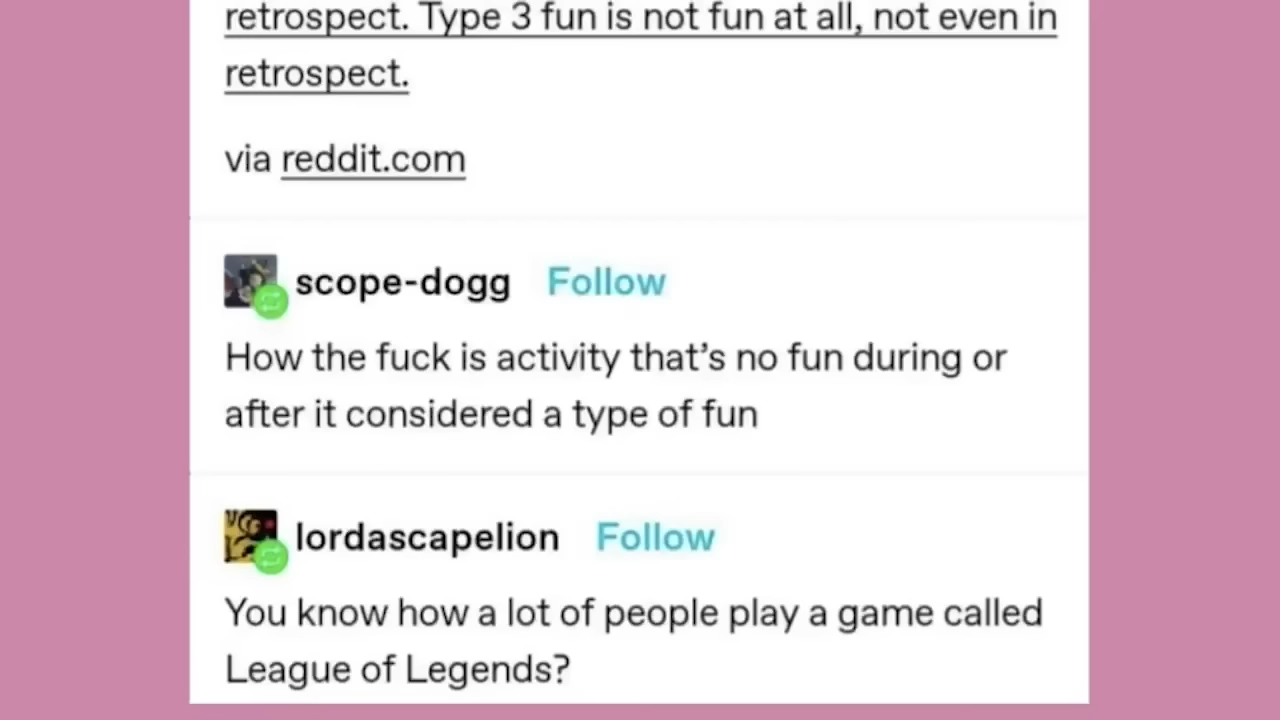 retrospect. Type 3 fun is not fun at all, not even in
retrospect.
via reddit.com
scope-dogg Follow
How the fuck is activity that’s no fun during or
after it considered a type of fun
lordascapelion Follow
You know how a lot of people play a game called
League of Legends?